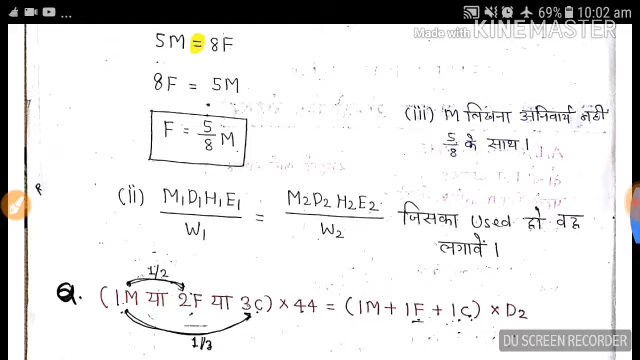 69% 10:02 am
Made with KINEMASTER
5M = 8F
8F = 5M
F = 5/8 M
(iii) M लिखना अनिवार्य नहीं
5/8 के साथ।
(ii) M₁D₁H₁E₁/W₁ = M₂D₂H₂E₂/W₂ जिसका Used हो वह
लगावें।
1/2
Q. (1M या 2F या 3C) × 44 = (1M + 1F + 1C) × D₂
1/3
DU SCREEN RECORDER